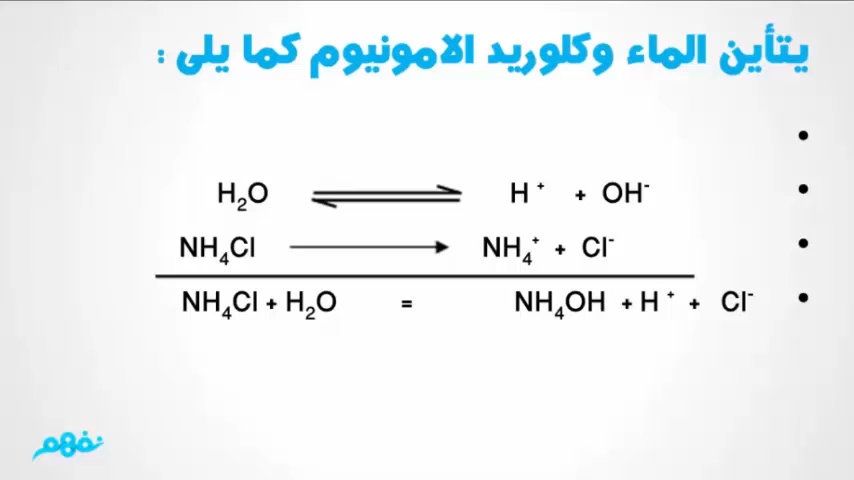 يتأين الماء وكلوريد الامونيوم كما يلى :
H₂O ⇌ H⁺ + OH⁻
NH₄Cl → NH₄⁺ + Cl⁻
NH₄Cl + H₂O = NH₄OH + H⁺ + Cl⁻
نفهم